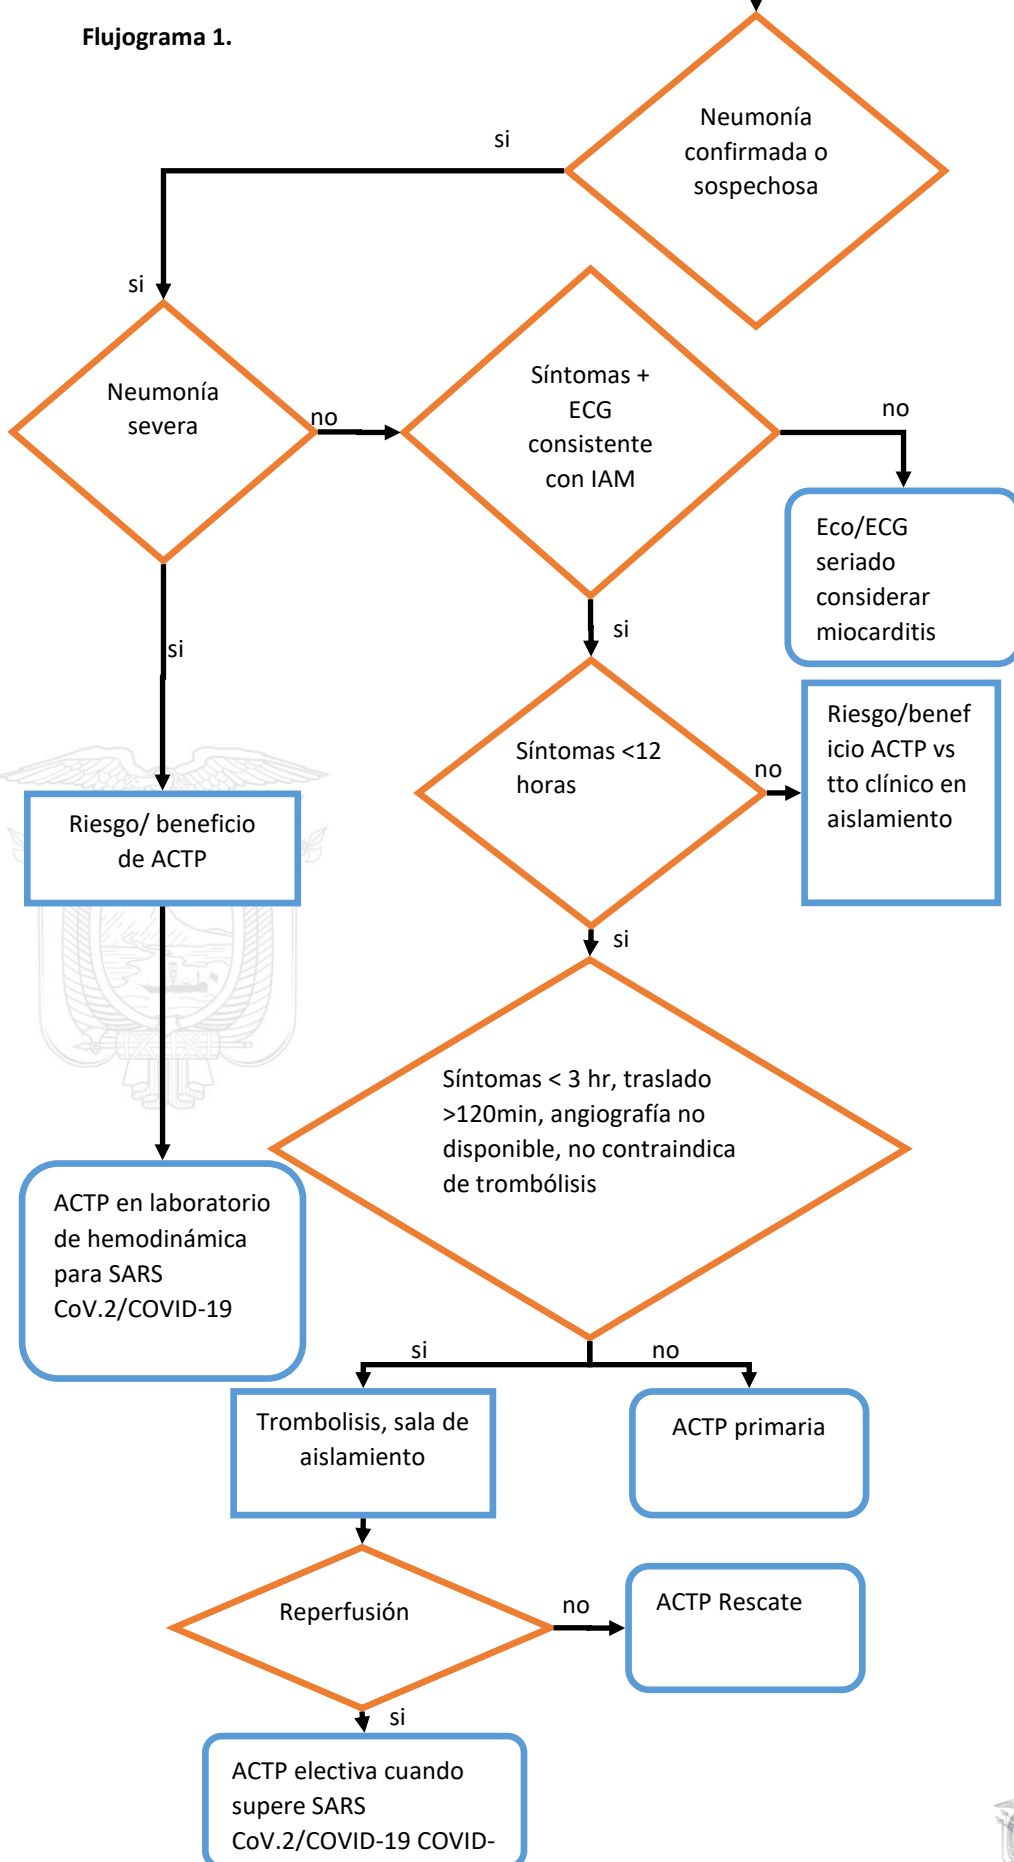 Flujograma 1.
Neumonía
confirmada o
sospechosa
si
si
Neumonía
severa
no
Síntomas +
ECG
consistente
con IAM
no
Eco/ECG
seriado
considerar
miocarditis
si
si
Síntomas <12
horas
no
Riesgo/benef
icio ACTP vs
tto clínico en
aislamiento
Riesgo/ beneficio
de ACTP
si
Síntomas < 3 hr, traslado
>120min, angiografía no
disponible, no contraindica
de trombólisis
ACTP en laboratorio
de hemodinámica
para SARS
CoV.2/COVID-19
si
no
Trombolisis, sala de
aislamiento
ACTP primaria
Reperfusión
no
ACTP Rescate
si
ACTP electiva cuando
supere SARS
CoV.2/COVID-19 COVID-